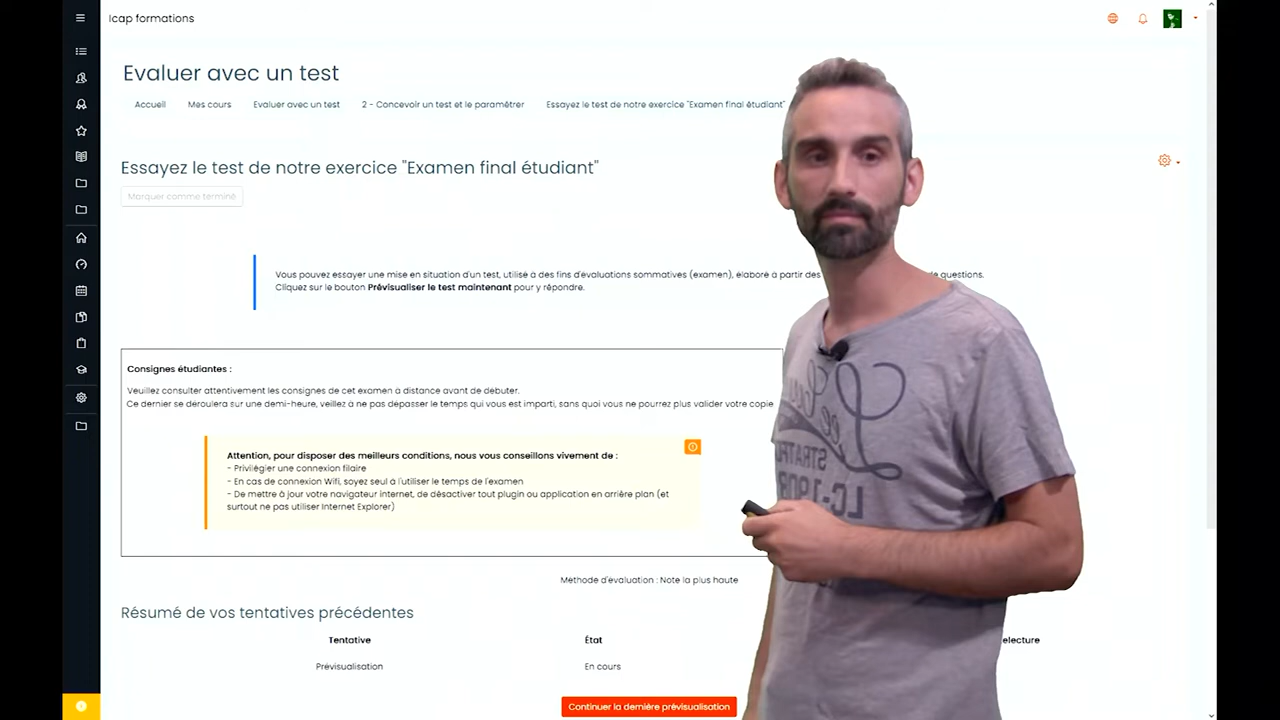 Icap formations
Evaluer avec un test
Accueil Mes cours Evaluer avec un test 2 - Concevoir un test et le paramétrer Essayez le test de notre exercice "Examen final étudiant"
Essayez le test de notre exercice "Examen final étudiant"
Marquer comme terminé
Vous pouvez essayer une mise en situation d'un test, utilisé à des fins d'évaluations sommatives (examen), élaboré à partir des de questions.
Cliquez sur le bouton Prévisualiser le test maintenant pour y répondre.
Consignes étudiantes :
Veuillez consulter attentivement les consignes de cet examen à distance avant de débuter.
Ce dernier se déroulera sur une demi-heure, veillez à ne pas dépasser le temps qui vous est imparti, sans quoi vous ne pourrez plus valider votre copie
Attention, pour disposer des meilleurs conditions, nous vous conseillons vivement de :
- Privilégier une connexion filaire
- En cas de connexion Wifi, soyez seul à l'utiliser le temps de l'examen
- De mettre à jour votre navigateur internet, de désactiver tout plugin ou application en arrière plan (et
surtout ne pas utiliser Internet Explorer)
Méthode d'évaluation : Note la plus haute
Résumé de vos tentatives précédentes
Tentative État electure
Prévisualisation En cours
Continuer la dernière prévisualisation